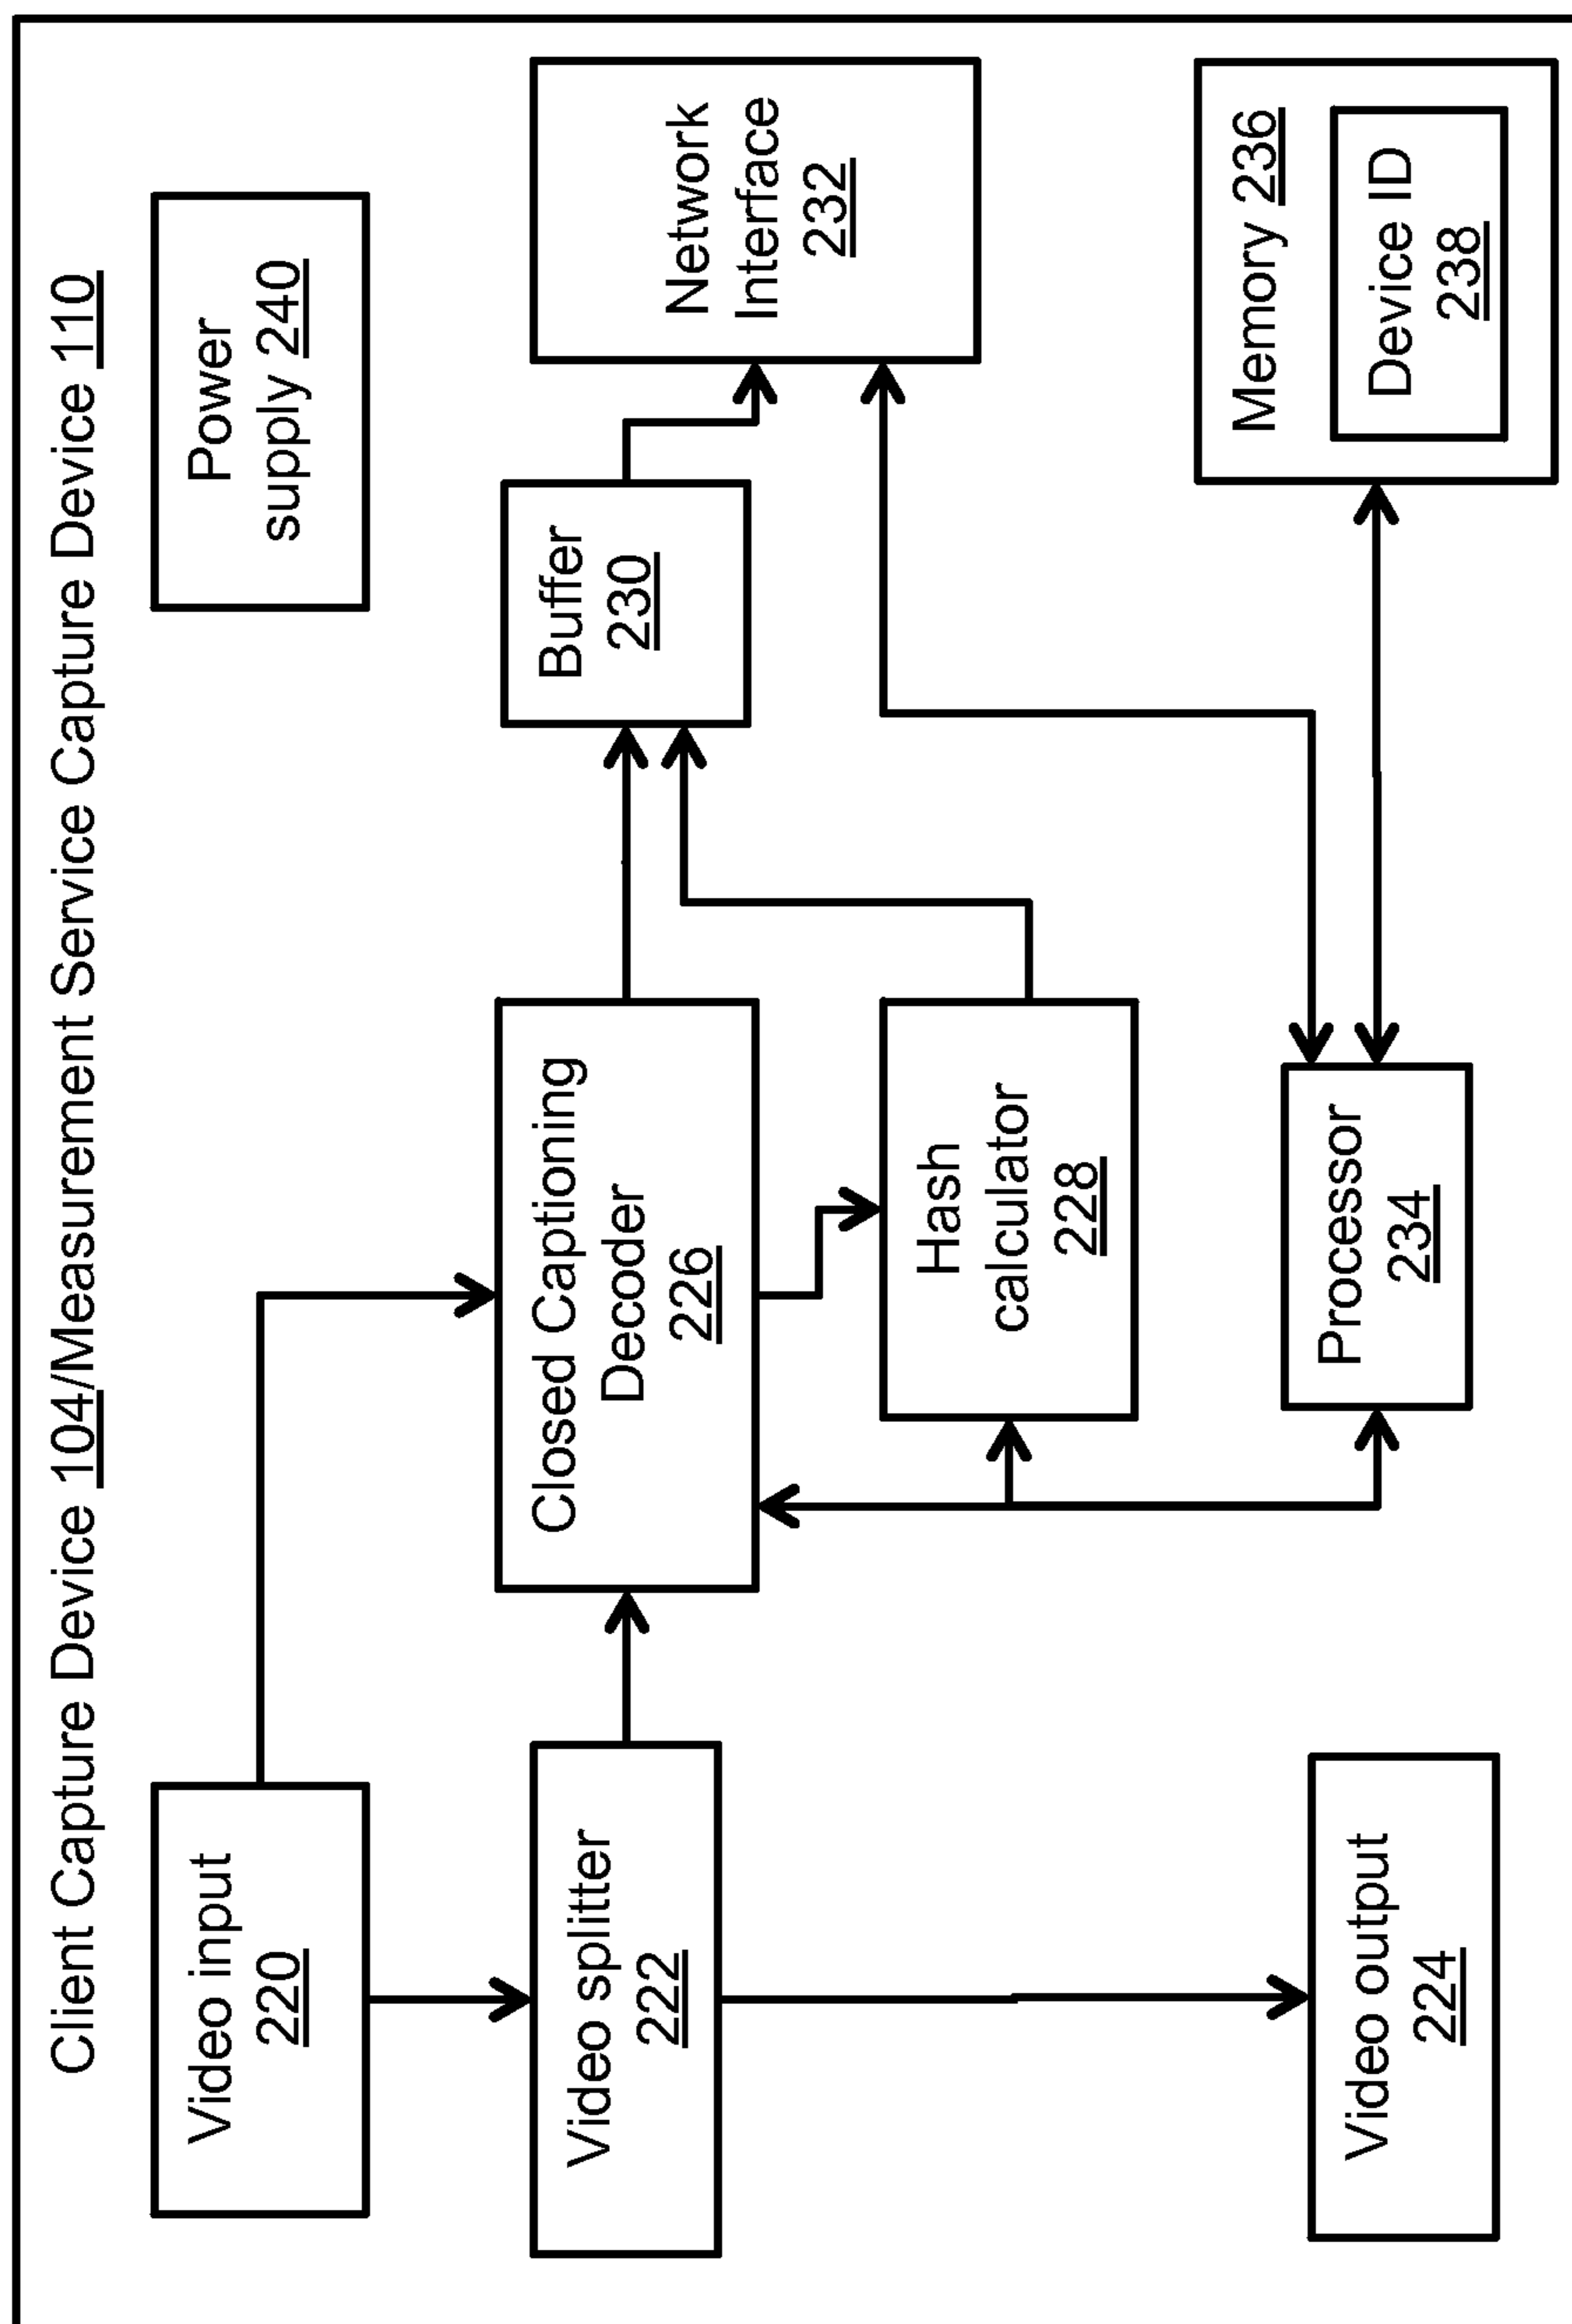 Client Capture Device 104/Measurement Service Capture Device 110
Video input
220
Power
supply 240
Video splitter
222
Closed Captioning
Decoder
226
Buffer
230
Network
Interface
232
Hash
calculator
228
Video output
224
Processor
234
Memory 236
Device ID
238